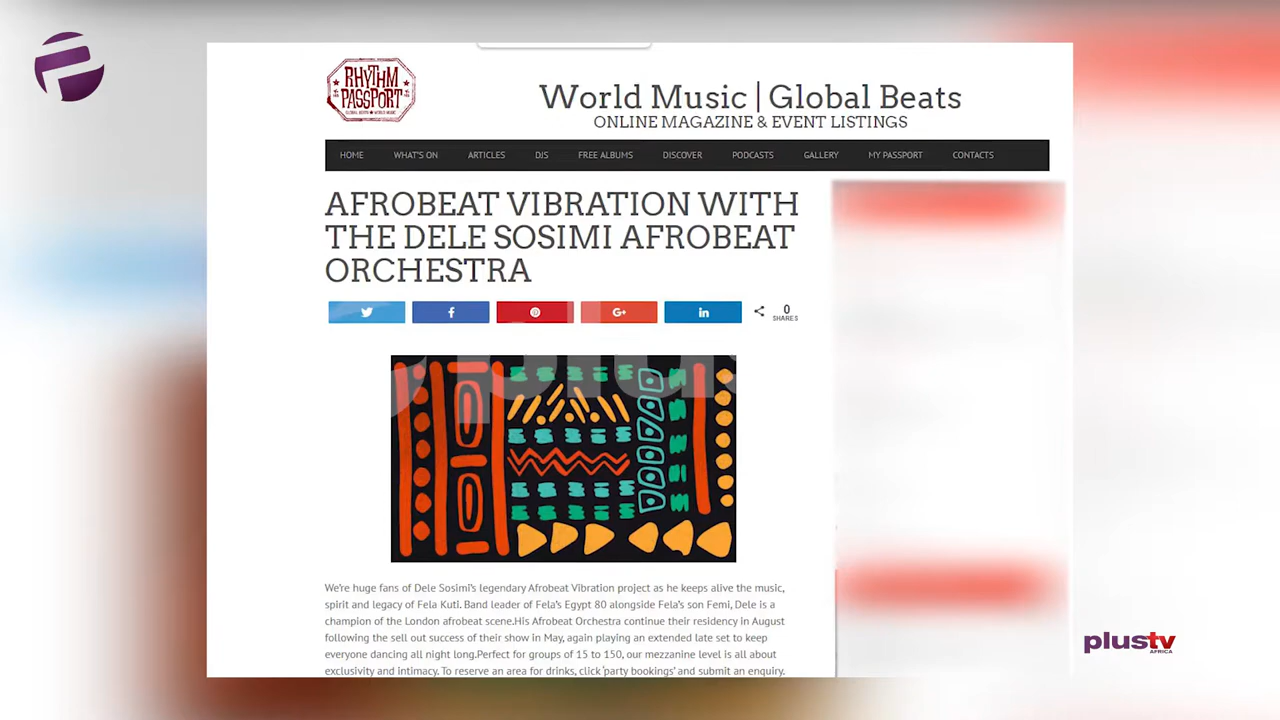 RHYTHM
PASSPORT
GLOBAL BEATS ★ WORLD MUSIC
World Music | Global Beats
ONLINE MAGAZINE & EVENT LISTINGS
HOME WHAT'S ON ARTICLES DJS FREE ALBUMS DISCOVER PODCASTS GALLERY MY PASSPORT CONTACTS
AFROBEAT VIBRATION WITH
THE DELE SOSIMI AFROBEAT
ORCHESTRA
0
SHARES
We're huge fans of Dele Sosimi's legendary Afrobeat Vibration project as he keeps alive the music,
spirit and legacy of Fela Kuti. Band leader of Fela's Egypt 80 alongside Fela's son Femi, Dele is a
champion of the London afrobeat scene.His Afrobeat Orchestra continue their residency in August
following the sell out success of their show in May, again playing an extended late set to keep
everyone dancing all night long.Perfect for groups of 15 to 150, our mezzanine level is all about
exclusivity and intimacy. To reserve an area for drinks, click 'party bookings' and submit an enquiry.
plustv
AFRICA